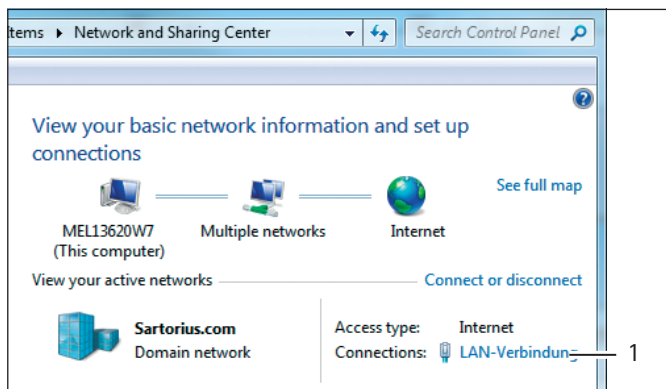 tems ▸ Network and Sharing Center
Search Control Panel
View your basic network information and set up
connections
See full map
MEL13620W7
(This computer)
Multiple networks
Internet
View your active networks
Connect or disconnect
Sartorius.com
Domain network
Access type: Internet
Connections: LAN-Verbindung
1